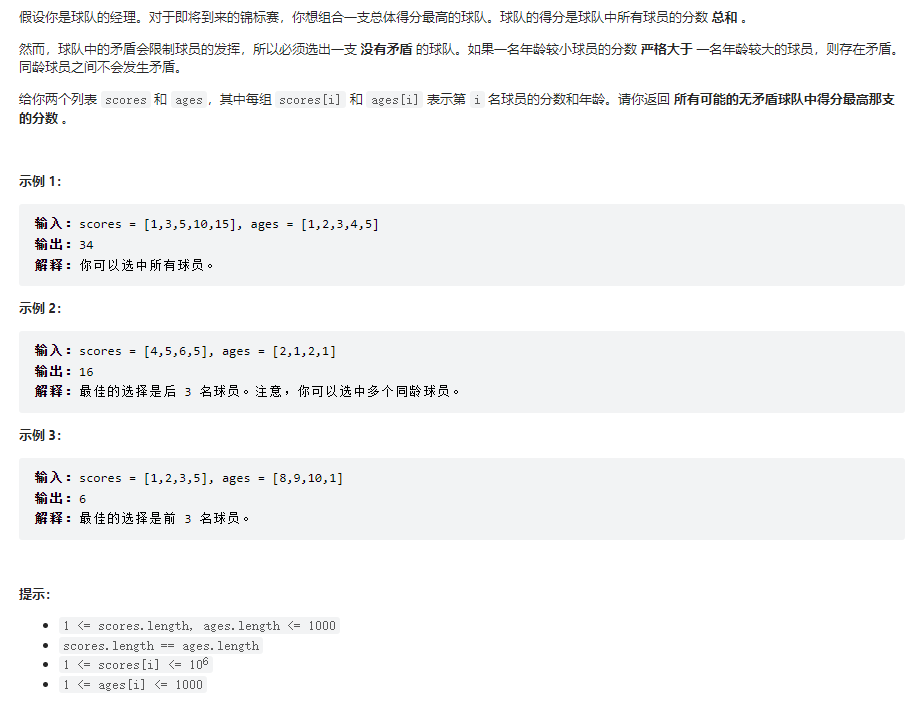 假设你是球队的经理。对于即将到来的锦标赛，你想组合一支总体得分最高的球队。球队的得分是球队中所有球员的分数 总和 。
然而，球队中的矛盾会限制球员的发挥，所以必须选出一支 没有矛盾 的球队。如果一名年龄较小球员的分数 严格大于 一名年龄较大的球员，则存在矛盾。
同龄球员之间不会发生矛盾。
给你两个列表 scores 和 ages，其中每组 scores[i] 和 ages[i] 表示第 i 名球员的分数和年龄。请你返回 所有可能的无矛盾球队中得分最高那支
的分数 。
示例 1：
输入：scores = [1,3,5,10,15], ages = [1,2,3,4,5]
输出：34
解释：你可以选中所有球员。
示例 2：
输入：scores = [4,5,6,5], ages = [2,1,2,1]
输出：16
解释：最佳的选择是后 3 名球员。注意，你可以选中多个同龄球员。
示例 3：
输入：scores = [1,2,3,5], ages = [8,9,10,1]
输出：6
解释：最佳的选择是前 3 名球员。
提示：
• 1 <= scores.length, ages.length <= 1000
• scores.length == ages.length
• 1 <= scores[i] <= 10⁶
• 1 <= ages[i] <= 1000